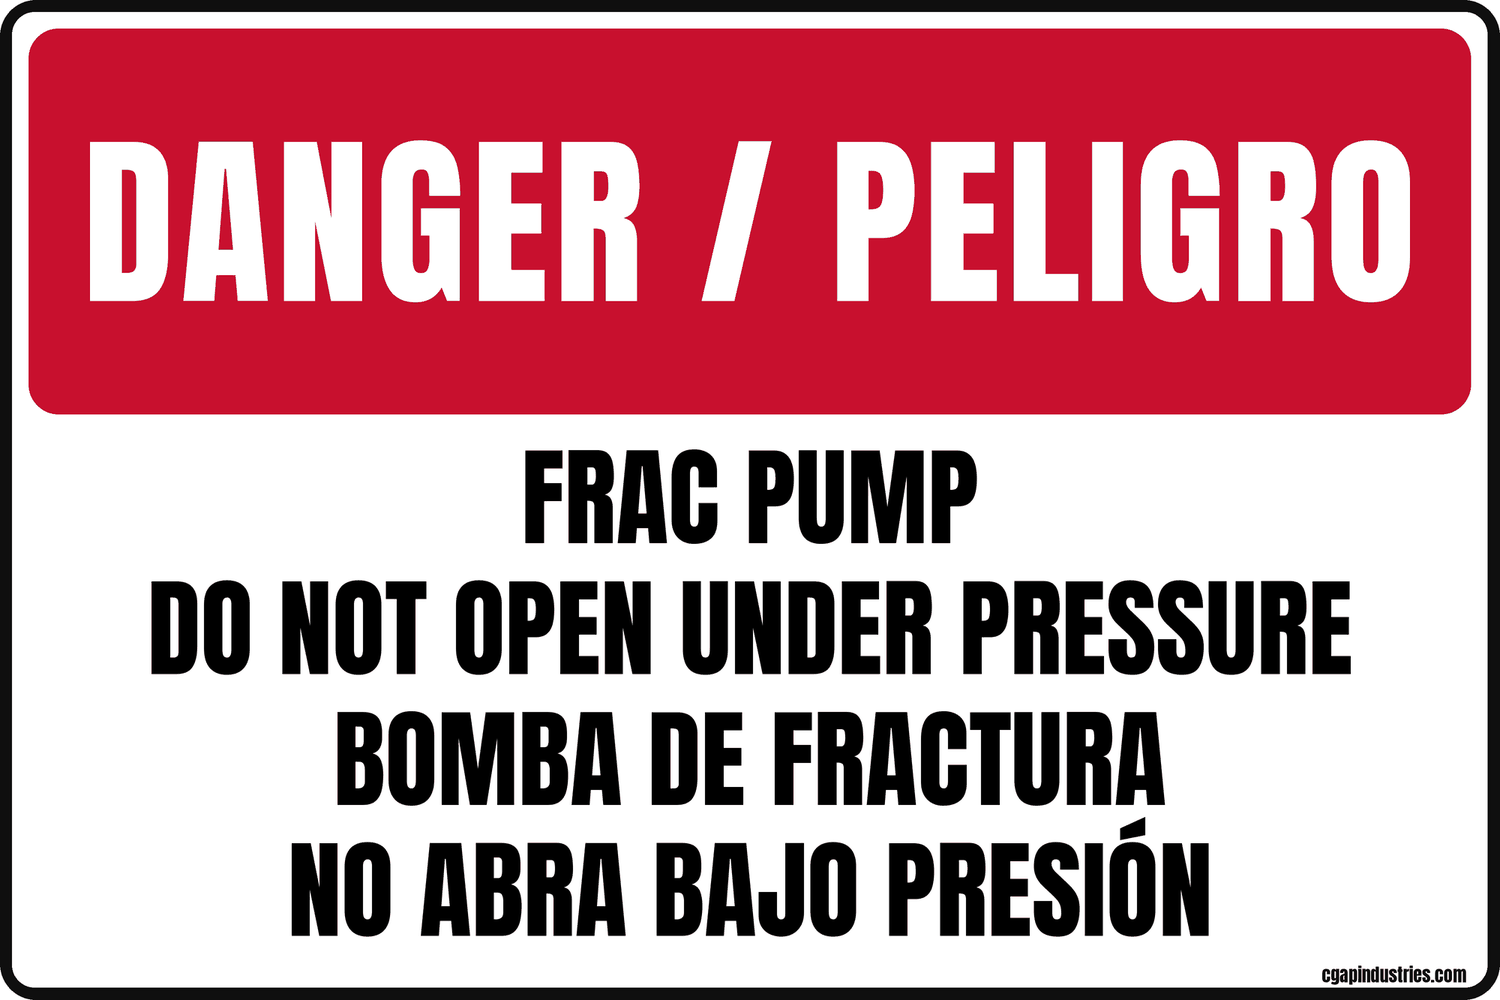 DANGER / PELIGRO
FRAC PUMP
DO NOT OPEN UNDER PRESSURE
BOMBA DE FRACTURA
NO ABRA BAJO PRESIÓN
cgapindustries.com